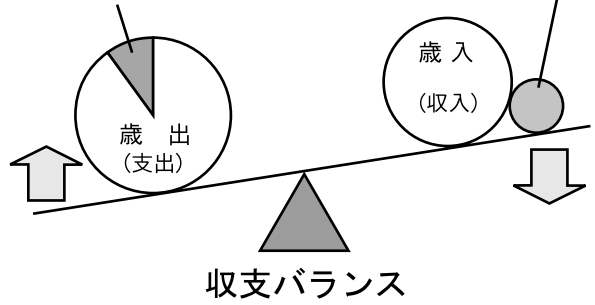 歳出
(支出)
歳入
(収入)
収支バランス